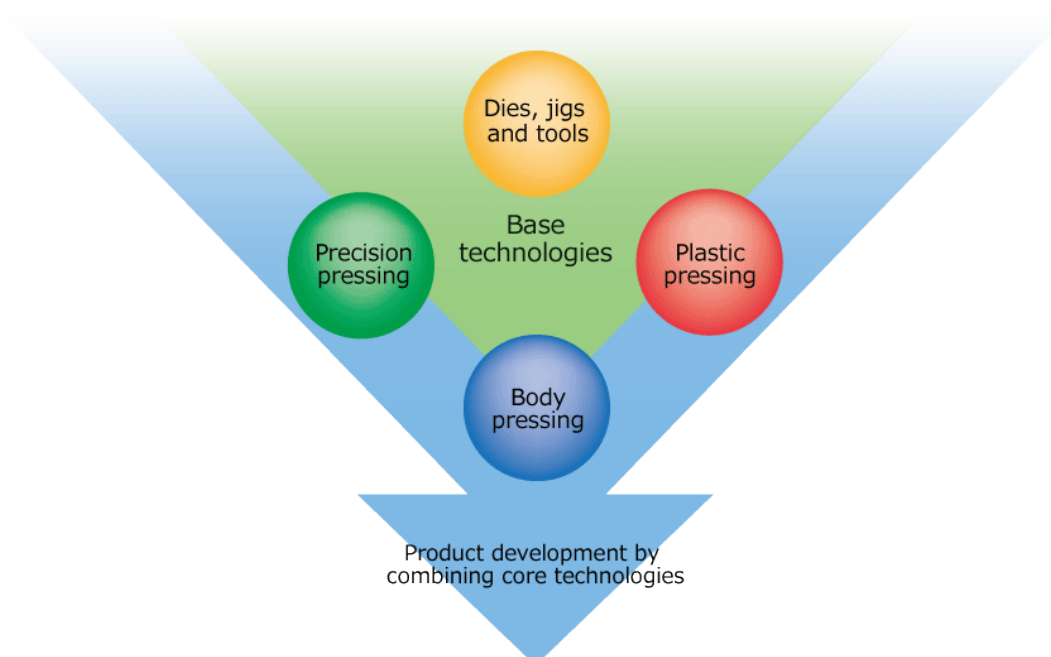 Dies, jigs
and tools
Base
technologies
Precision
pressing
Plastic
pressing
Body
pressing
Product development by
combining core technologies